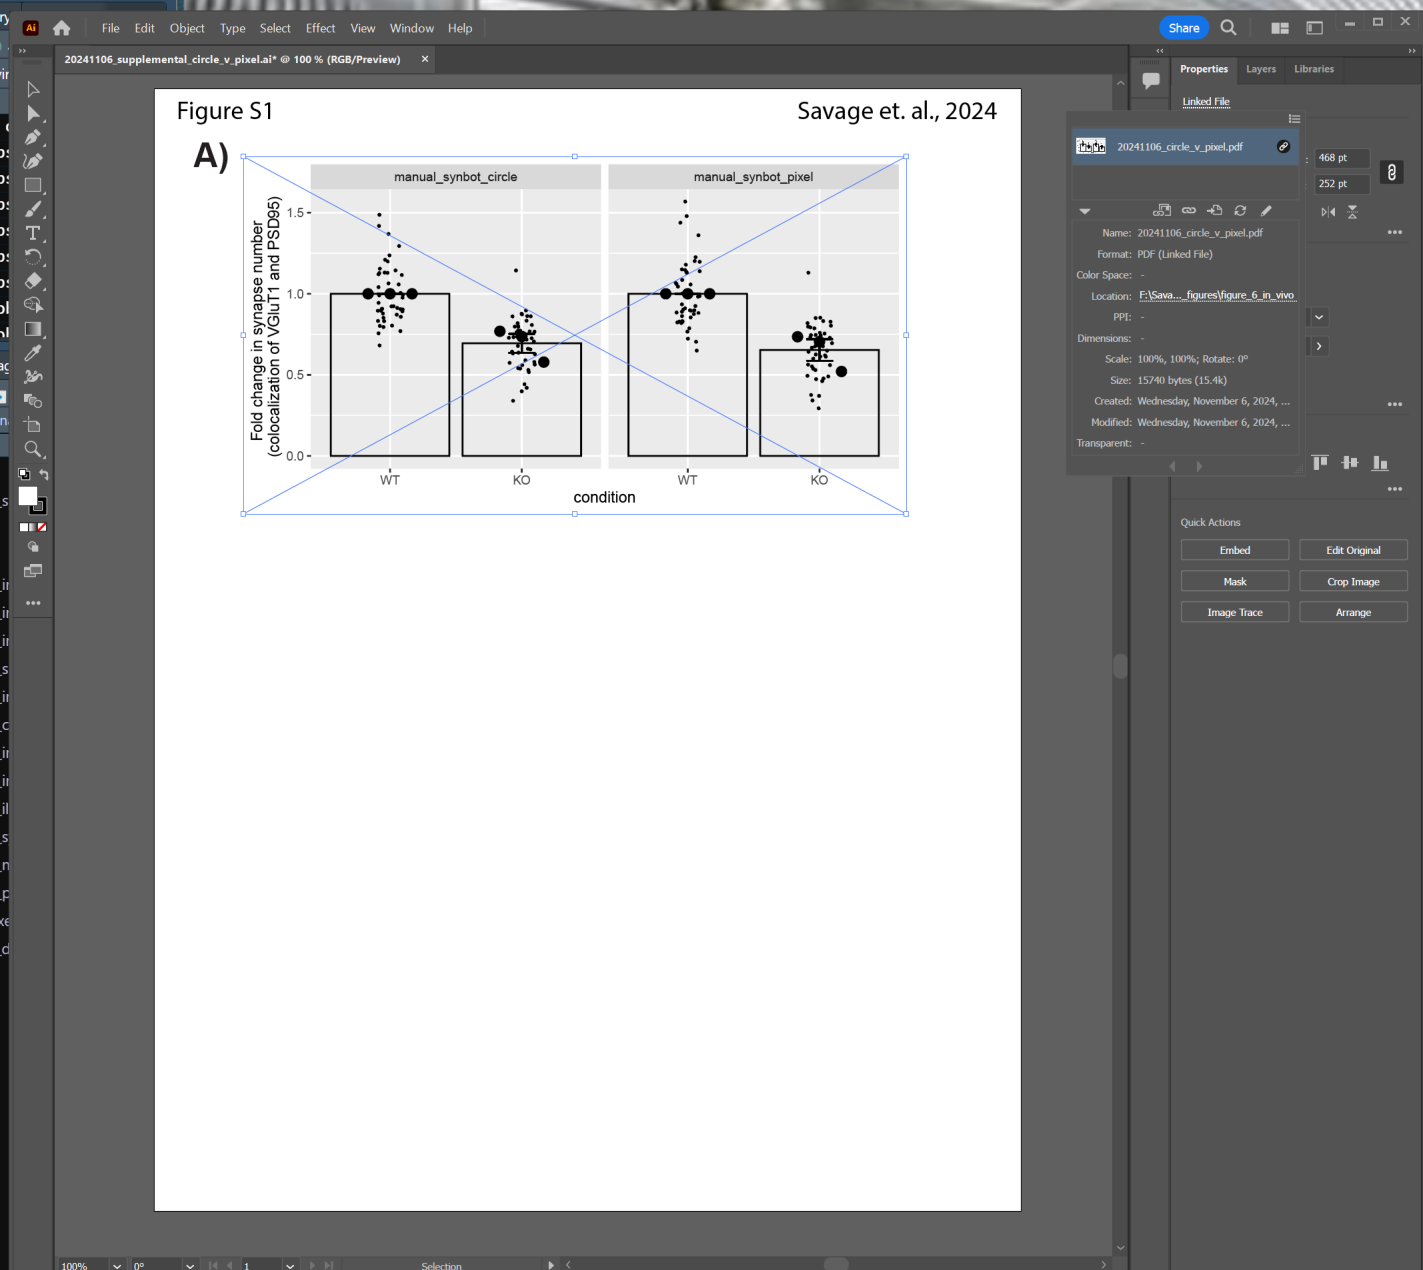 Ai
File Edit Object Type Select Effect View Window Help
Share
20241106_supplemental_circle_v_pixel.ai* @ 100 % (RGB/Preview) ×
Properties Layers Libraries
Linked File
Figure S1
Savage et. al., 2024
A)
manual_synbot_circle
manual_synbot_pixel
Fold change in synapse number
(colocalization of VGluT1 and PSD95)
1.5
1.0
0.5
0.0
WT KO WT KO
condition
20241106_circle_v_pixel.pdf
468 pt
252 pt
Name: 20241106_circle_v_pixel.pdf
Format: PDF (Linked File)
Color Space: -
Location: F:\Sava..._figures\figure_6_in_vivo
PPI: -
Dimensions: -
Scale: 100%, 100%; Rotate: 0°
Size: 15740 bytes (15.4k)
Created: Wednesday, November 6, 2024, ...
Modified: Wednesday, November 6, 2024, ...
Transparent: -
Quick Actions
Embed Edit Original
Mask Crop Image
Image Trace Arrange
100% 0° 1 Selection